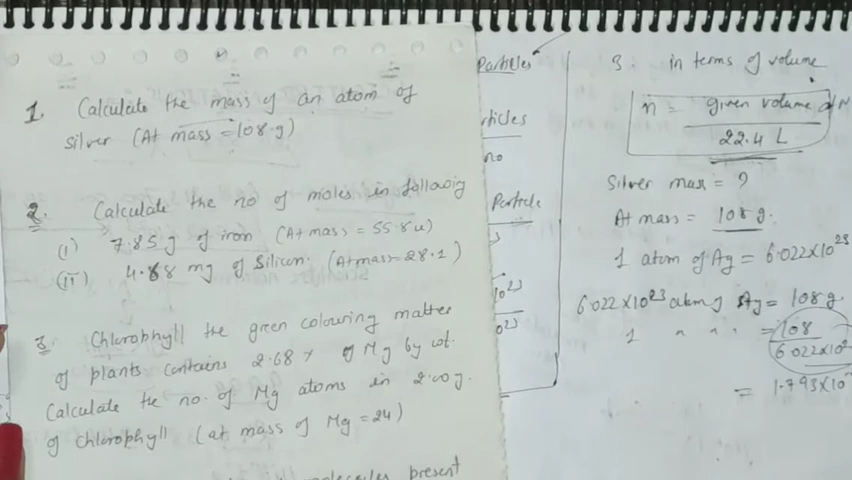 1. Calculate the mass of an atom of
silver (At mass = 108 g)
2. Calculate the no of moles in following
(I) 7.85 g of iron (At mass = 55.8 u)
(II) 4.68 mg of Silicon. (At mass = 28.1)
3. Chlorophyll the green colouring matter
of plants contains 2.68 % of Mg by wt.
Calculate the no. of Mg atoms in 2.00 g.
of chlorophyll (at mass of Mg = 24)
molecules present
Particles
Particle
3. in terms of volume
n = given volume
22.4 L
Silver mass = ?
At mass = 108 g.
1 atom of Ag = 6.022×10²³
6.022×10²³ atom of Ag = 108 g.
1 " " " = 108
6.022×10
= 1.793×10